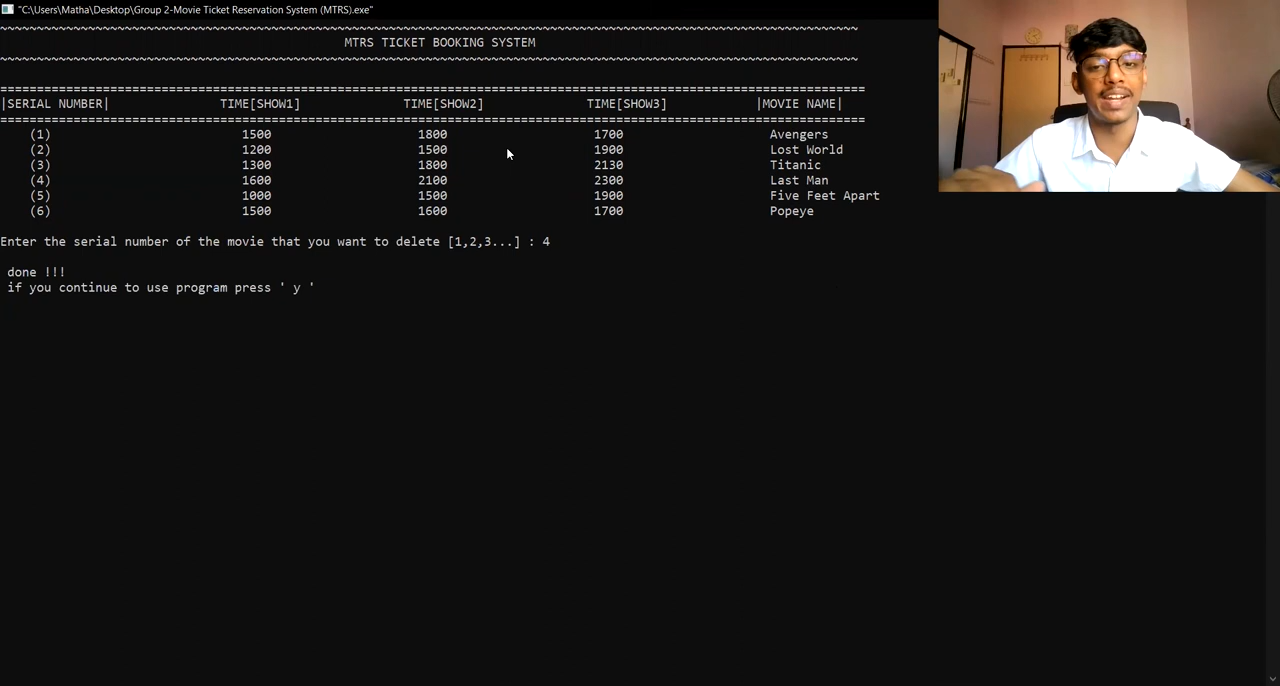 "C:\Users\Matha\Desktop\Group 2-Movie Ticket Reservation System (MTRS).exe"
~~~~~~~~~~~~~~~~~~~~~~~~~~~~~~~~~~~~~~~~~~~~~~~~~~~~~~~~~~~~~~~~~~~~~~~~~~~~~~~~~~~~~~~~~~~~~~~~~~~~~~~~~~~~~~~~~~~~~
MTRS TICKET BOOKING SYSTEM
~~~~~~~~~~~~~~~~~~~~~~~~~~~~~~~~~~~~~~~~~~~~~~~~~~~~~~~~~~~~~~~~~~~~~~~~~~~~~~~~~~~~~~~~~~~~~~~~~~~~~~~~~~~~~~~~~~~~~
======================================================================================================================
|SERIAL NUMBER| TIME[SHOW1] TIME[SHOW2] TIME[SHOW3] |MOVIE NAME|
======================================================================================================================
(1) 1500 1800 1700 Avengers
(2) 1200 1500 1900 Lost World
(3) 1300 1800 2130 Titanic
(4) 1600 2100 2300 Last Man
(5) 1000 1500 1900 Five Feet Apart
(6) 1500 1600 1700 Popeye
Enter the serial number of the movie that you want to delete [1,2,3...] : 4
done !!!
if you continue to use program press ' y '